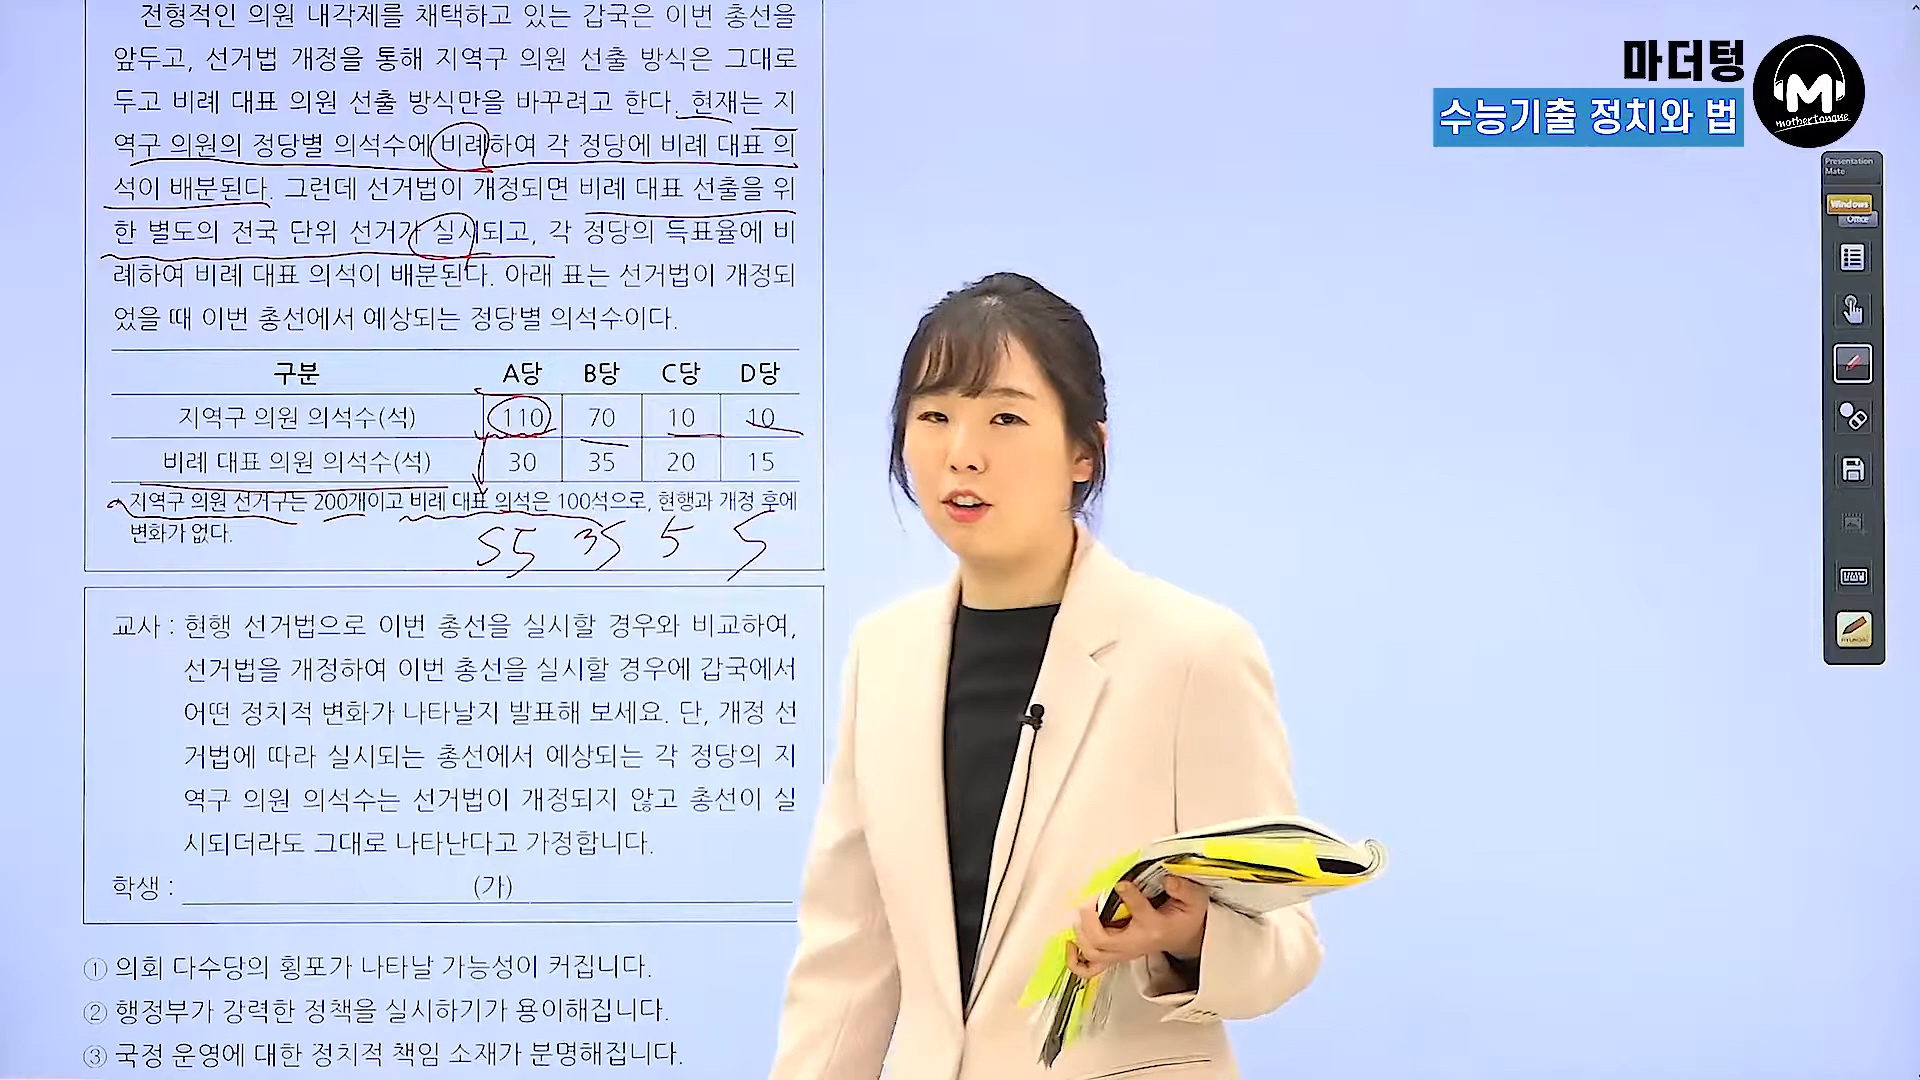 전형적인 의원 내각제를 채택하고 있는 갑국은 이번 총선을
앞두고, 선거법 개정을 통해 지역구 의원 선출 방식은 그대로
두고 비례 대표 의원 선출 방식만을 바꾸려고 한다. 현재는 지
역구 의원의 정당별 의석수에 비례하여 각 정당에 비례 대표 의
석이 배분된다. 그런데 선거법이 개정되면 비례 대표 선출을 위
한 별도의 전국 단위 선거가 실시되고, 각 정당의 득표율에 비
례하여 비례 대표 의석이 배분된다. 아래 표는 선거법이 개정되
었을 때 이번 총선에서 예상되는 정당별 의석수이다.
구분 A당 B당 C당 D당
지역구 의원 의석수(석) 110 70 10 10
비례 대표 의원 의석수(석) 30 35 20 15
지역구 의원 선거구는 200개이고 비례 대표 의석은 100석으로, 현행과 개정 후에
변화가 없다.
55 35 5 5
교사 : 현행 선거법으로 이번 총선을 실시할 경우와 비교하여,
선거법을 개정하여 이번 총선을 실시할 경우에 갑국에서
어떤 정치적 변화가 나타날지 발표해 보세요. 단, 개정 선
거법에 따라 실시되는 총선에서 예상되는 각 정당의 지
역구 의원 의석수는 선거법이 개정되지 않고 총선이 실
시되더라도 그대로 나타난다고 가정합니다.
학생 : (가)
① 의회 다수당의 횡포가 나타날 가능성이 커집니다.
② 행정부가 강력한 정책을 실시하기가 용이해집니다.
③ 국정 운영에 대한 정치적 책임 소재가 분명해집니다.
마더텅
수능기출 정치와 법
M
mothertongue
Presentation
Mate
Windows
Office